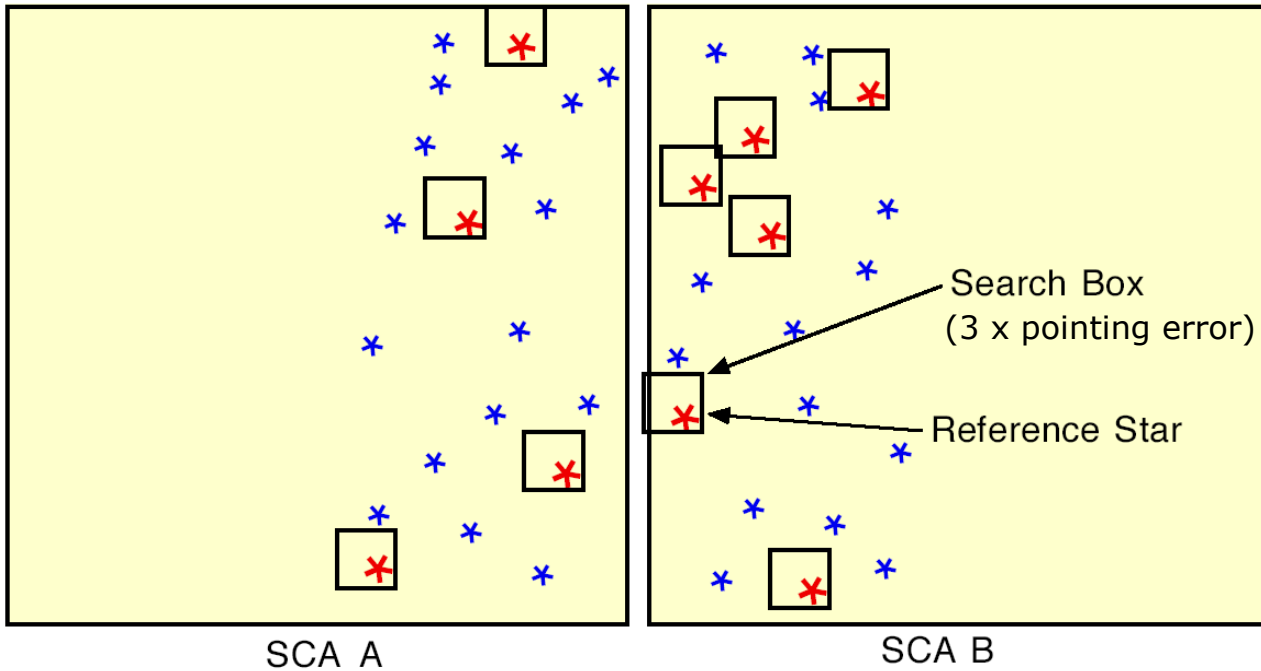 Search Box
(3 x pointing error)
Reference Star
SCA A
SCA B